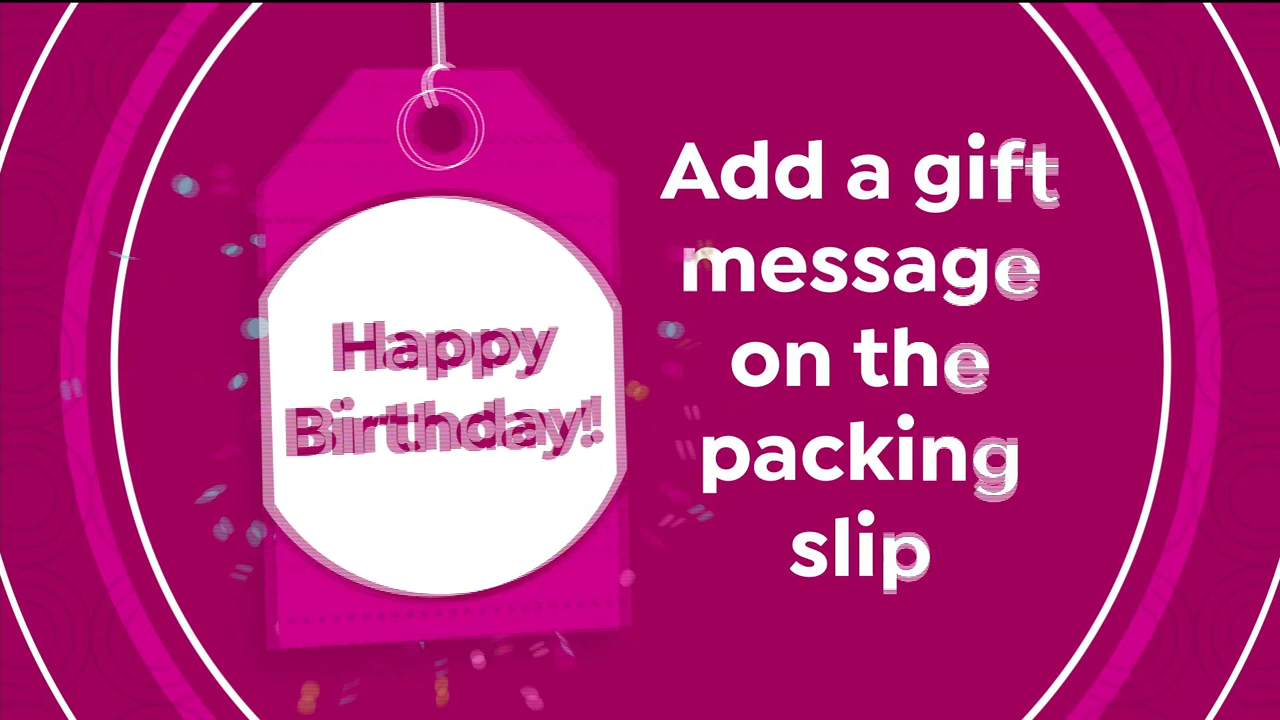 Happy
Birthday!
Add a gift
message
on the
packing
slip